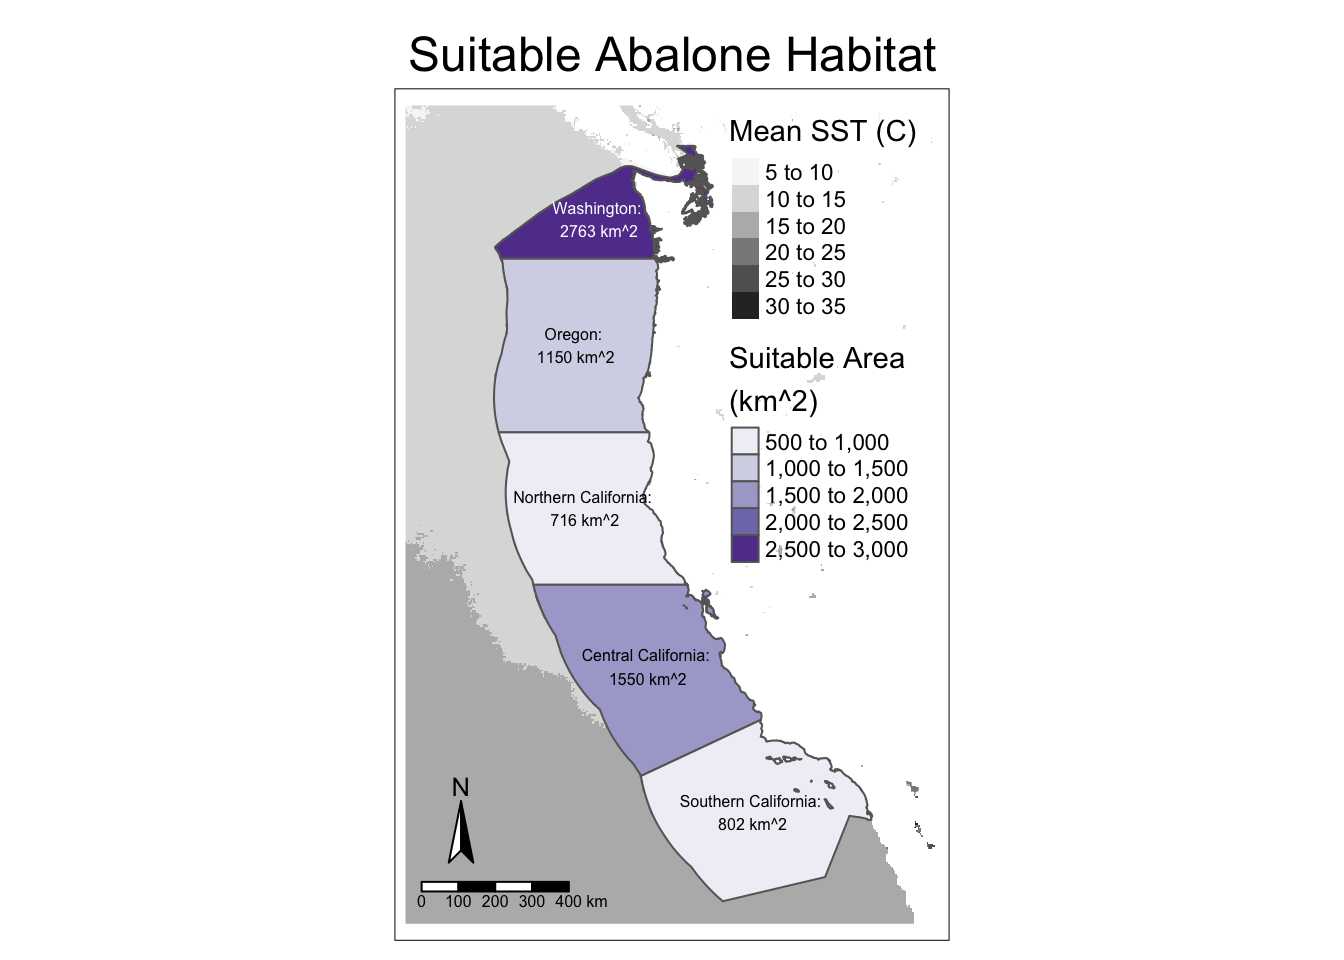 Suitable Abalone Habitat
Mean SST (C)
5 to 10
10 to 15
15 to 20
20 to 25
25 to 30
30 to 35
Suitable Area
(km^2)
500 to 1,000
1,000 to 1,500
1,500 to 2,000
2,000 to 2,500
2,500 to 3,000
Washington:
2763 km^2
Oregon:
1150 km^2
Northern California:
716 km^2
Central California:
1550 km^2
Southern California:
802 km^2
N
0 100 200 300 400 km